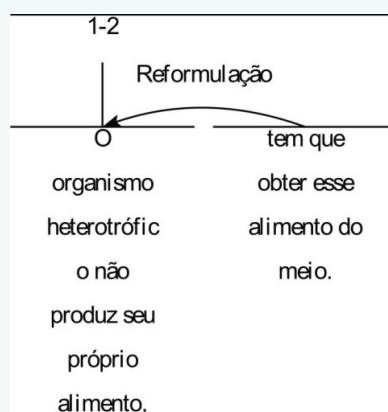 1-2
Reformulação
O
organismo
heterotrófic
o não
produz seu
próprio
alimento,
tem que
obter esse
alimento do
meio.